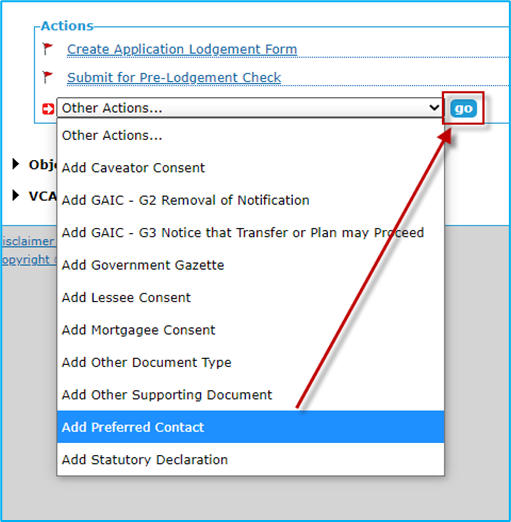 Actions
Create Application Lodgement Form
Submit for Pre-Lodgement Check
Other Actions...
go
Other Actions...
Add Caveator Consent
Obje
Add GAIC - G2 Removal of Notification
VCA
Add GAIC - G3 Notice that Transfer or Plan may Proceed
isclaimer
Add Government Gazette
opyright ©
Add Lessee Consent
Add Mortgagee Consent
Add Other Document Type
Add Other Supporting Document
Add Preferred Contact
Add Statutory Declaration